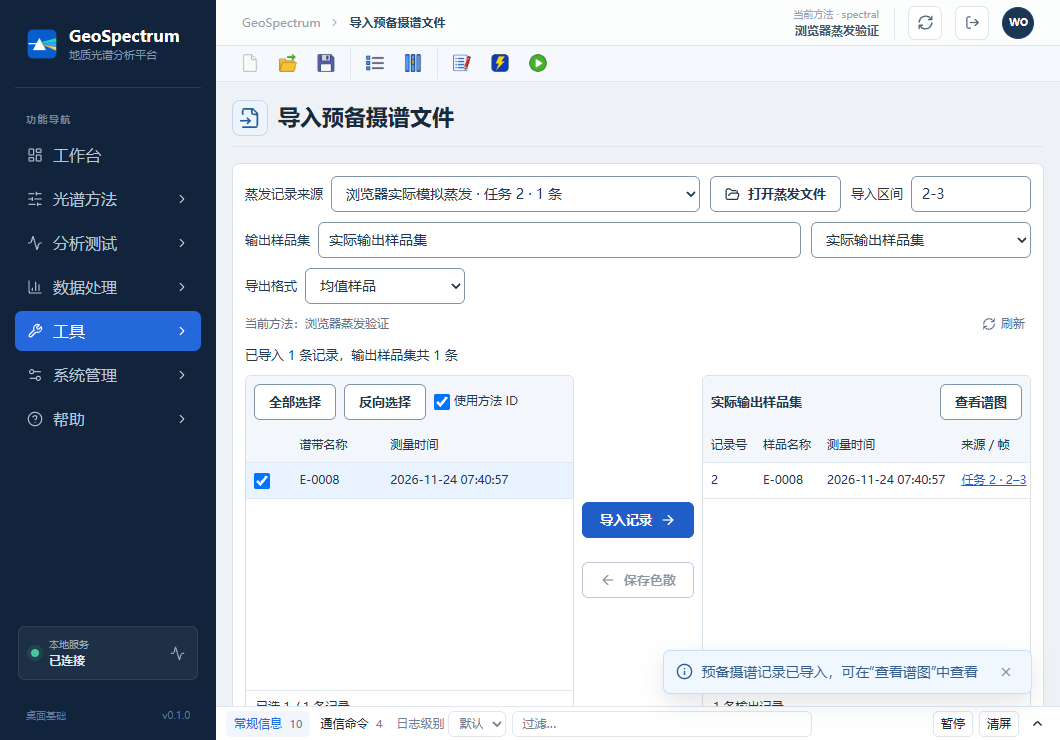 GeoSpectrum
地质光谱分析平台
功能导航
工作台
光谱方法
分析测试
数据处理
工具
系统管理
帮助
本地服务
已连接
桌面基础 v0.1.0
GeoSpectrum > 导入预备摄谱文件
当前方法 · spectral
浏览器蒸发验证
WO
导入预备摄谱文件
蒸发记录来源 浏览器实际模拟蒸发 · 任务 2 · 1 条 打开蒸发文件 导入区间 2-3
输出样品集 实际输出样品集 实际输出样品集
导出格式 均值样品
当前方法：浏览器蒸发验证 刷新
已导入 1 条记录，输出样品集共 1 条
全部选择 反向选择 使用方法 ID
谱带名称 测量时间
E-0008 2026-11-24 07:40:57
导入记录
保存色散
实际输出样品集 查看谱图
记录号 样品名称 测量时间 来源 / 帧
2 E-0008 2026-11-24 07:40:57 任务 2 · 2–3
已选 1 / 1 条记录
1 条输出记录
预备摄谱记录已导入，可在“查看谱图”中查看
常规信息 10 通信命令 4 日志级别 默认 过滤... 暂停 清屏